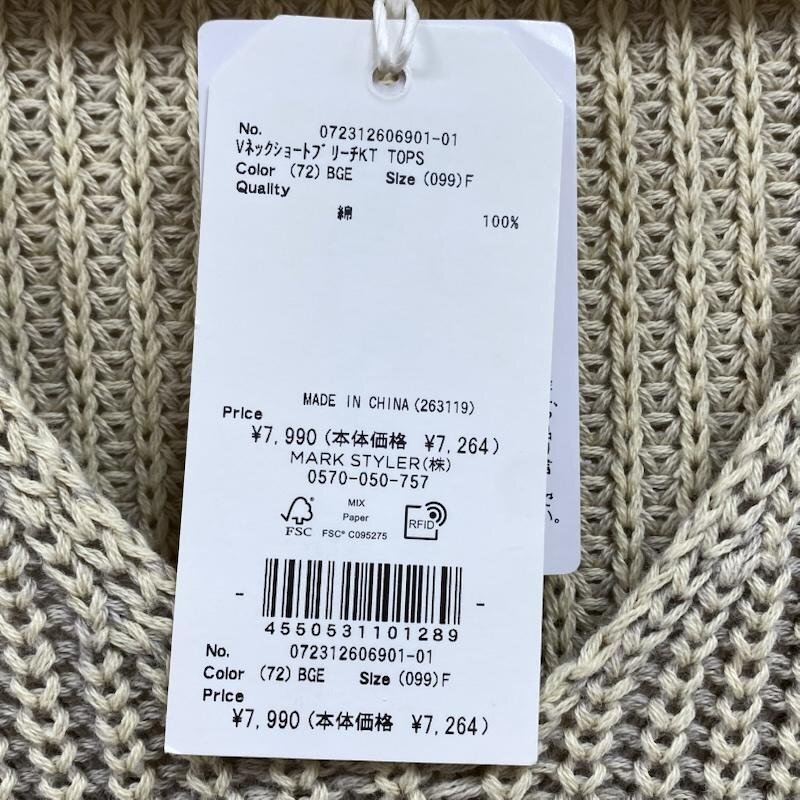 No. 072312606901-01
VネックショートブリーチKT TOPS
Color (72) BGE Size (099) F
Quality
綿 100%
MADE IN CHINA (263119)
Price
¥7,990 (本体価格 ¥7,264)
MARK STYLER(株)
0570-050-757
FSC
MIX
Paper
FSC® C095275
RFID
4550531101289
No. 072312606901-01
Color (72) BGE Size (099) F
Price
¥7,990 (本体価格 ¥7,264)